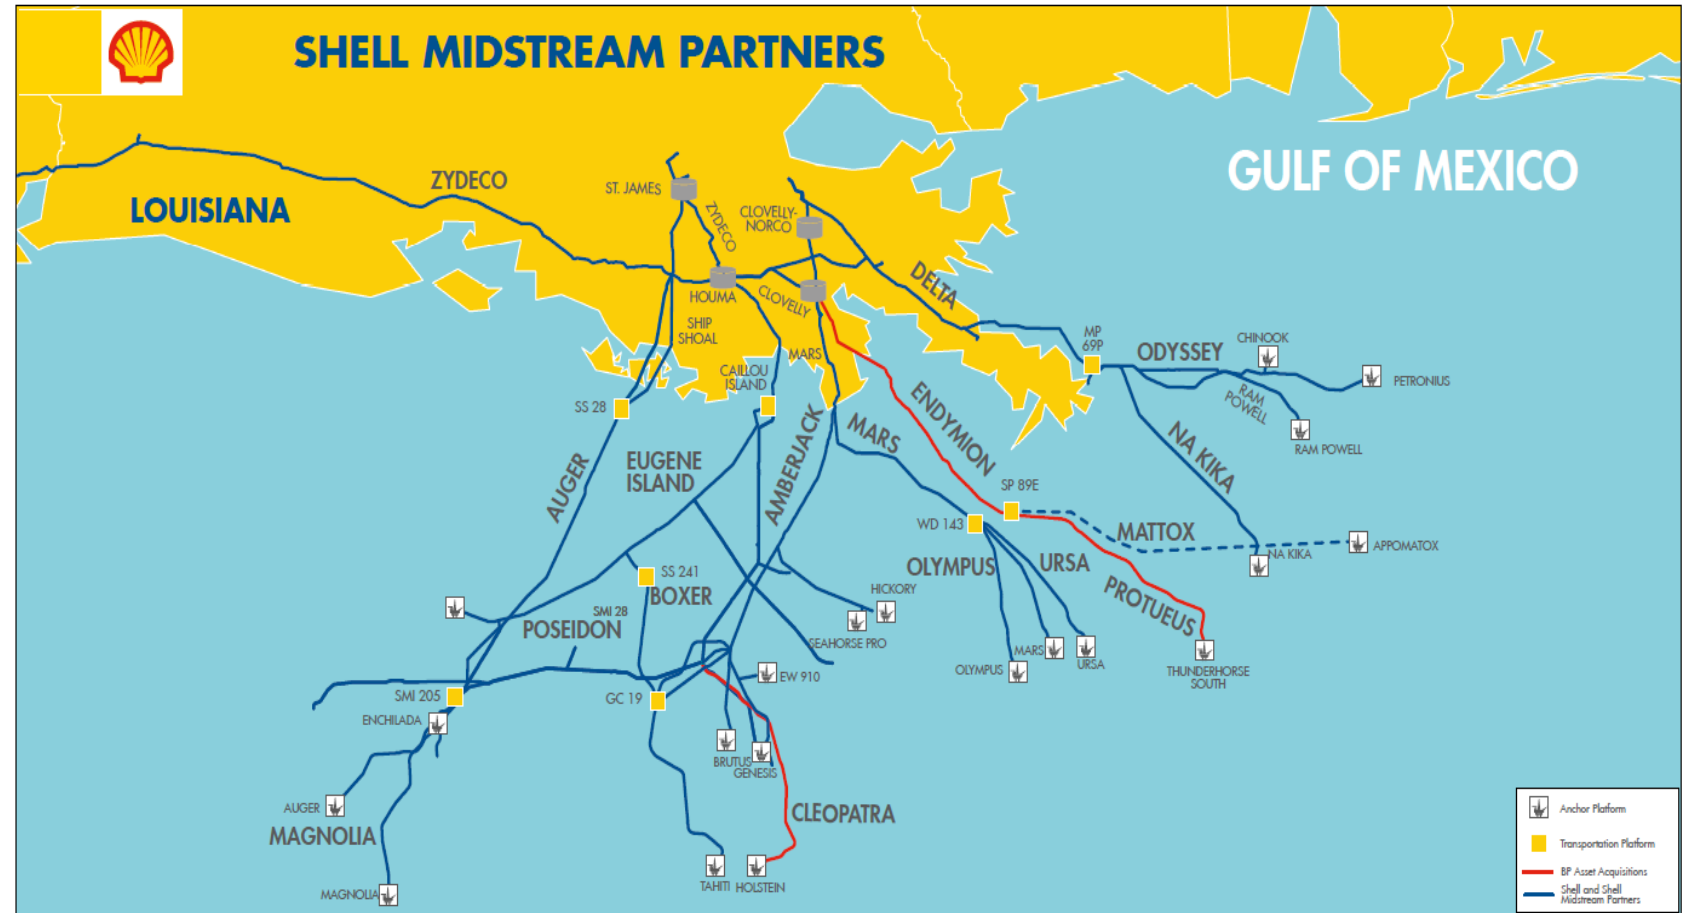 SHELL MIDSTREAM PARTNERS
GULF OF MEXICO
LOUISIANA
ZYDECO
ST. JAMES
ZYDECO
CLOVELLY-
NORCO
HOUMA
CLOVELLY
DELTA
SHIP
SHOAL
MARS
CAILLOU
ISLAND
MP
69P
ODYSSEY
CHINOOK
PETRONIUS
RAM
POWELL
RAM POWELL
SS 28
AUGER
EUGENE
ISLAND
AMBERJACK
MARS
ENDYMION
NA KIKA
SP 89E
WD 143
MATTOX
APPOMATOX
NA KIKA
OLYMPUS
URSA
PROTUEUS
SS 241
BOXER
SMI 28
POSEIDON
HICKORY
SEAHORSE PRO
OLYMPUS
MARS
URSA
THUNDERHORSE
SOUTH
SMI 205
ENCHILADA
GC 19
EW 910
BRUTUS
GENESIS
AUGER
MAGNOLIA
CLEOPATRA
MAGNOLIA
TAHITI
HOLSTEIN
Anchor Platform
Transportation Platform
BP Asset Acquisitions
Shell and Shell
Midstream Partners